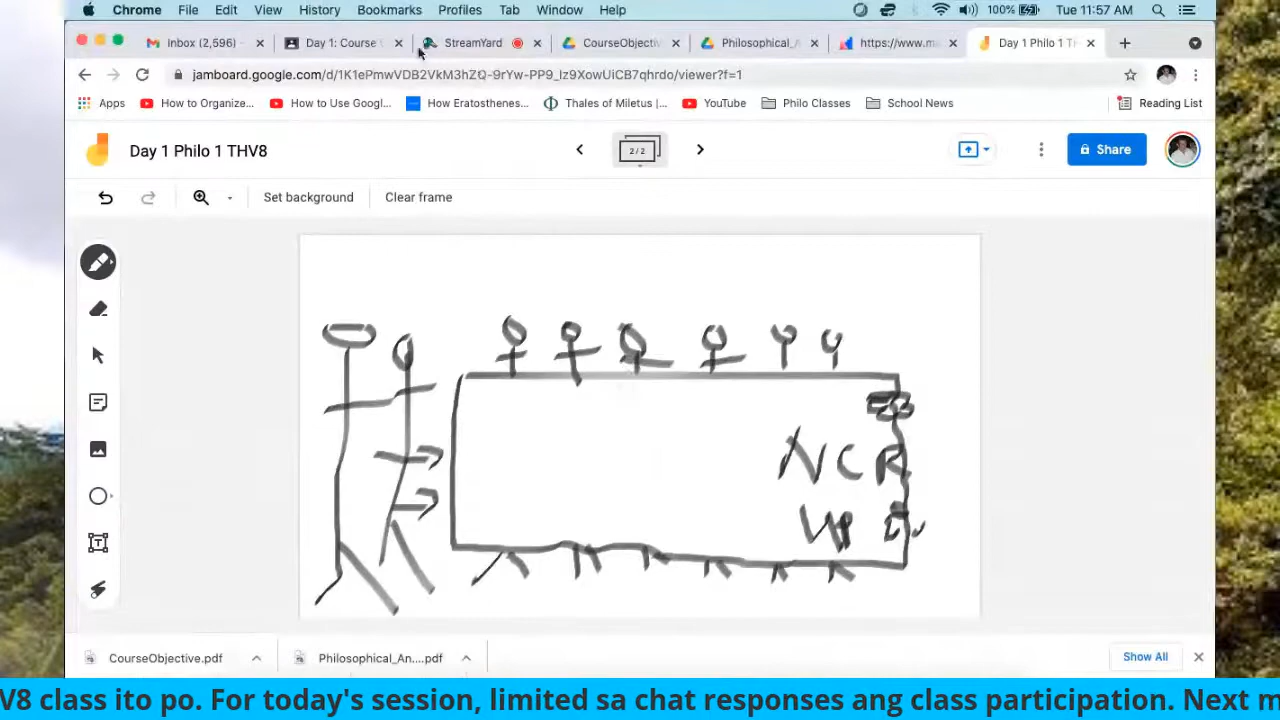 Chrome File Edit View History Bookmarks Profiles Tab Window Help 100% Tue 11:57 AM
Inbox (2,596) - Day 1: Course StreamYard CourseObjectiv Philosophical_A https://www.m Day 1 Philo 1 TH
jamboard.google.com/d/1K1ePmwVDB2VkM3hZQ-9rYw-PP9_lz9XowUiCB7qhrdo/viewer?f=1
Apps How to Organize... How to Use Googl... How Eratosthenes... Thales of Miletus |... YouTube Philo Classes School News Reading List
Day 1 Philo 1 THV8 2/2 Share
Set background Clear frame
NCR
CourseObjective.pdf Philosophical_An....pdf Show All
V8 class ito po. For today's session, limited sa chat responses ang class participation. Next m